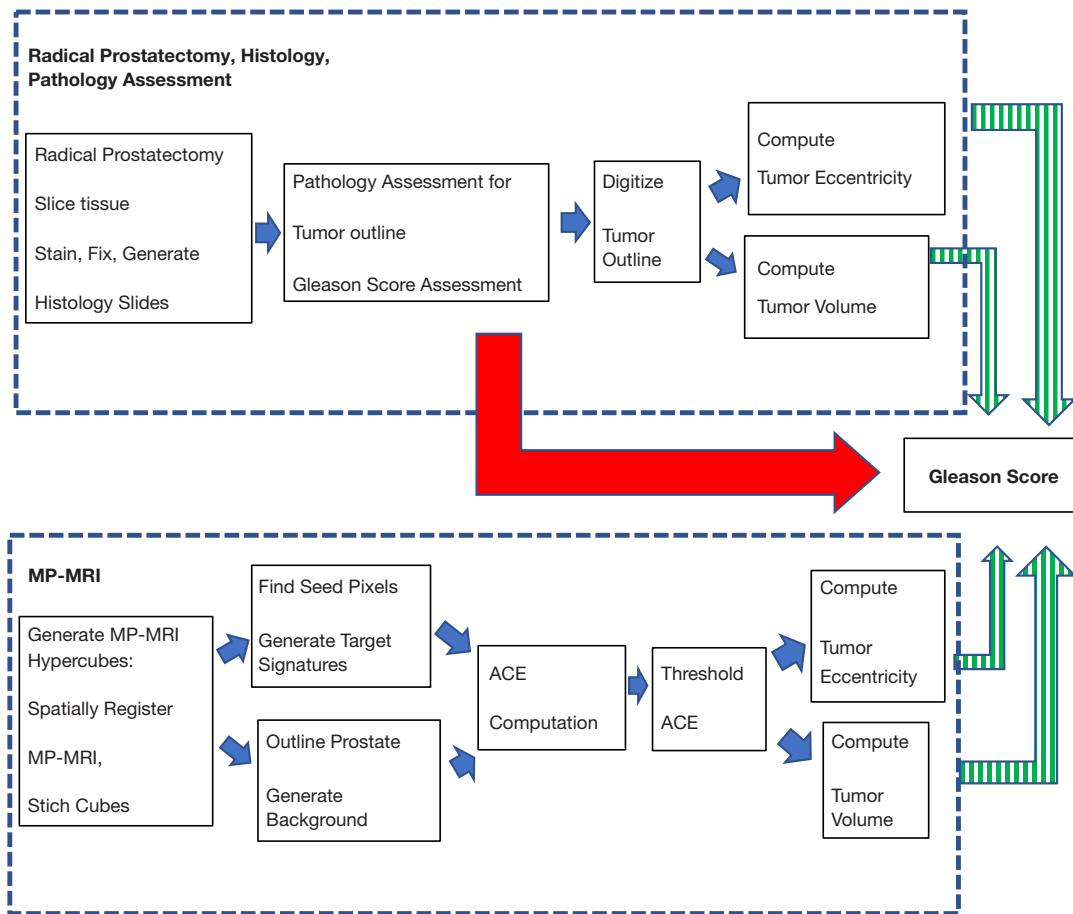 Radical Prostatectomy, Histology,
Pathology Assessment
Radical Prostatectomy
Slice tissue
Stain, Fix, Generate
Histology Slides
Pathology Assessment for
Tumor outline
Gleason Score Assessment
Digitize
Tumor
Outline
Compute
Tumor Eccentricity
Compute
Tumor Volume
Gleason Score
MP-MRI
Generate MP-MRI
Hypercubes:
Spatially Register
MP-MRI,
Stich Cubes
Find Seed Pixels
Generate Target
Signatures
Outline Prostate
Generate
Background
ACE
Computation
Threshold
ACE
Compute
Tumor
Eccentricity
Compute
Tumor
Volume